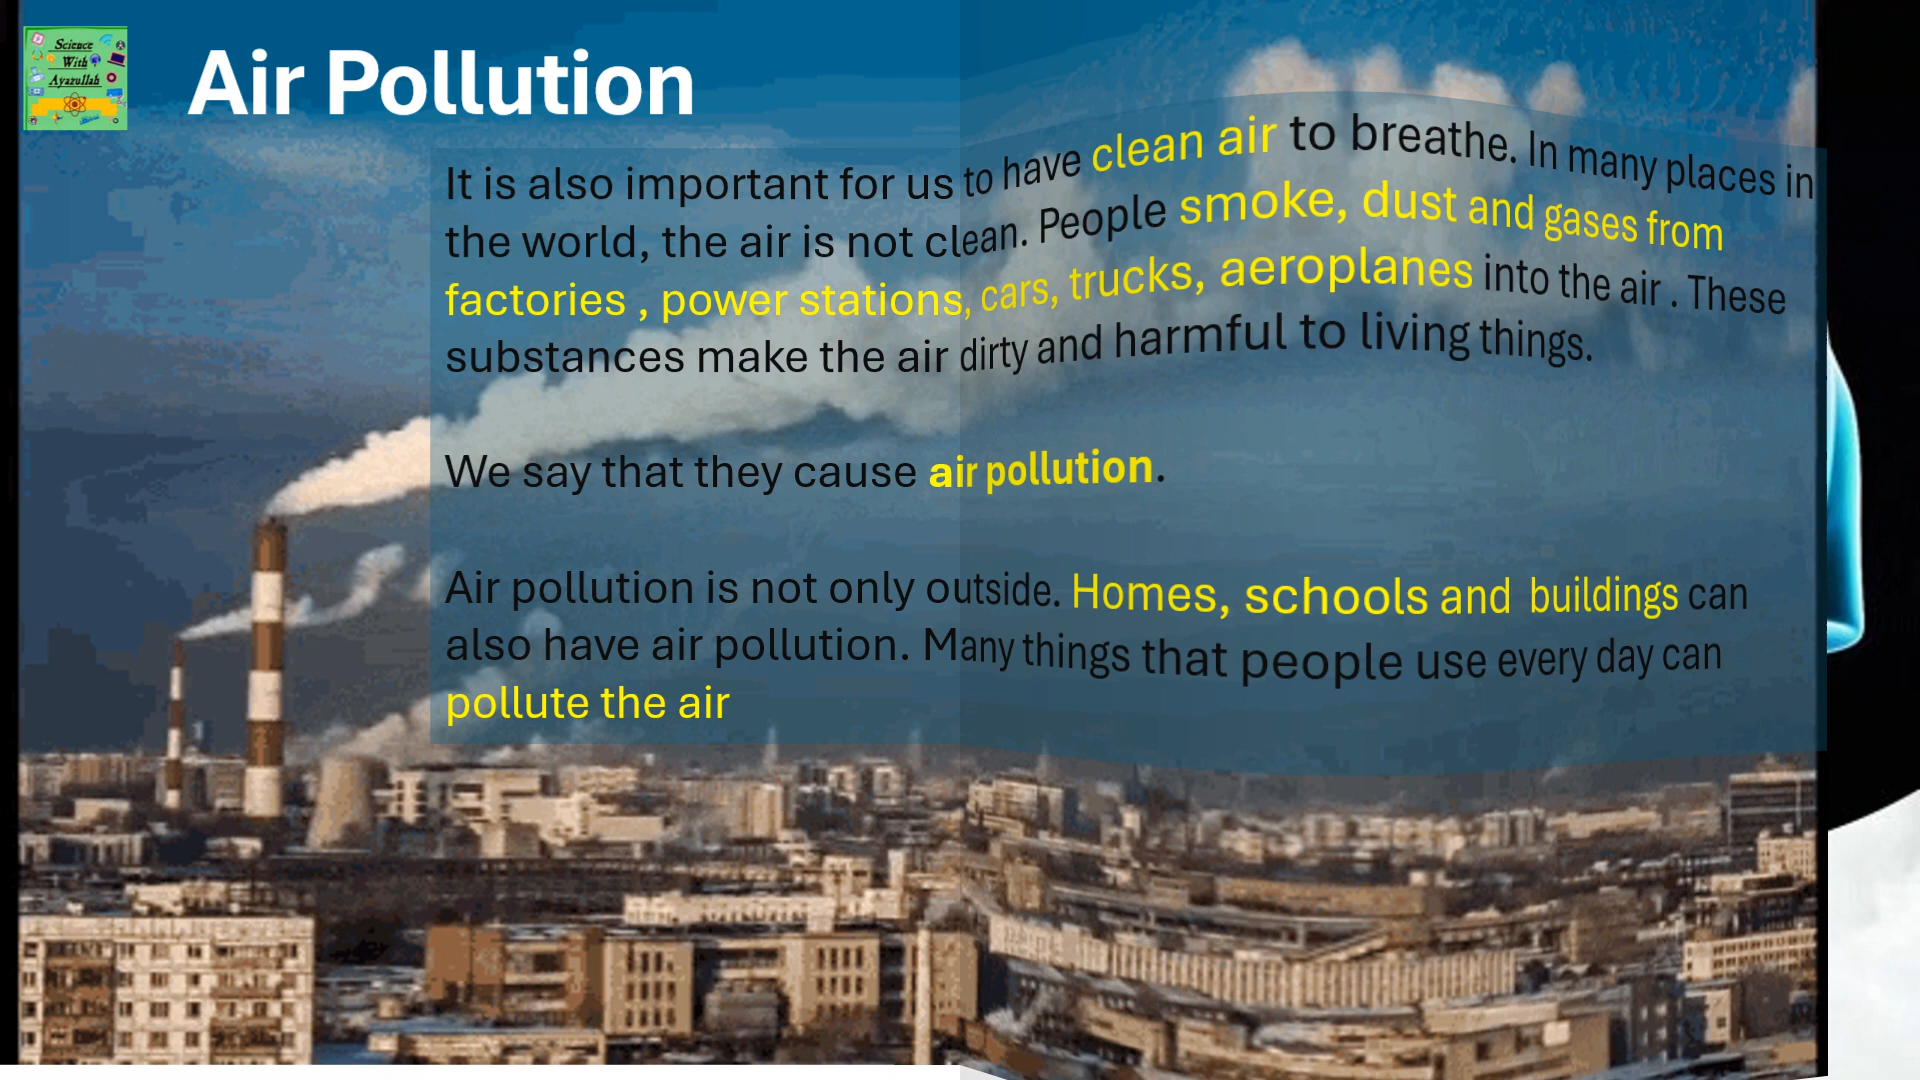 Science
With
Ayazullah
Air Pollution
It is also important for us to have clean air to breathe. In many places in
the world, the air is not clean. People smoke, dust and gases from
factories , power stations, cars, trucks, aeroplanes into the air . These
substances make the air dirty and harmful to living things.
We say that they cause air pollution.
Air pollution is not only outside. Homes, schools and buildings can
also have air pollution. Many things that people use every day can
pollute the air